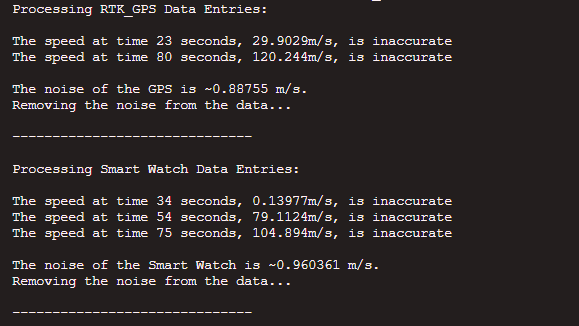 Processing RTK_GPS Data Entries:
The speed at time 23 seconds, 29.9029m/s, is inaccurate
The speed at time 80 seconds, 120.244m/s, is inaccurate
The noise of the GPS is ~0.88755 m/s.
Removing the noise from the data...
------------------------------
Processing Smart Watch Data Entries:
The speed at time 34 seconds, 0.13977m/s, is inaccurate
The speed at time 54 seconds, 79.1124m/s, is inaccurate
The speed at time 75 seconds, 104.894m/s, is inaccurate
The noise of the Smart Watch is ~0.960361 m/s.
Removing the noise from the data...
------------------------------